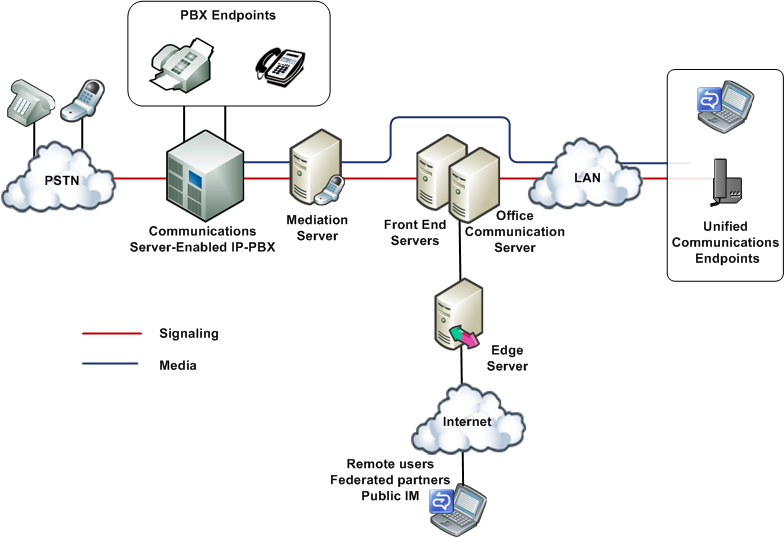 PBX Endpoints
PSTN
Communications
Server-Enabled IP-PBX
Mediation
Server
Front End
Servers
Office
Communication
Server
LAN
Unified
Communications
Endpoints
Signaling
Media
Edge
Server
Internet
Remote users
Federated partners
Public IM